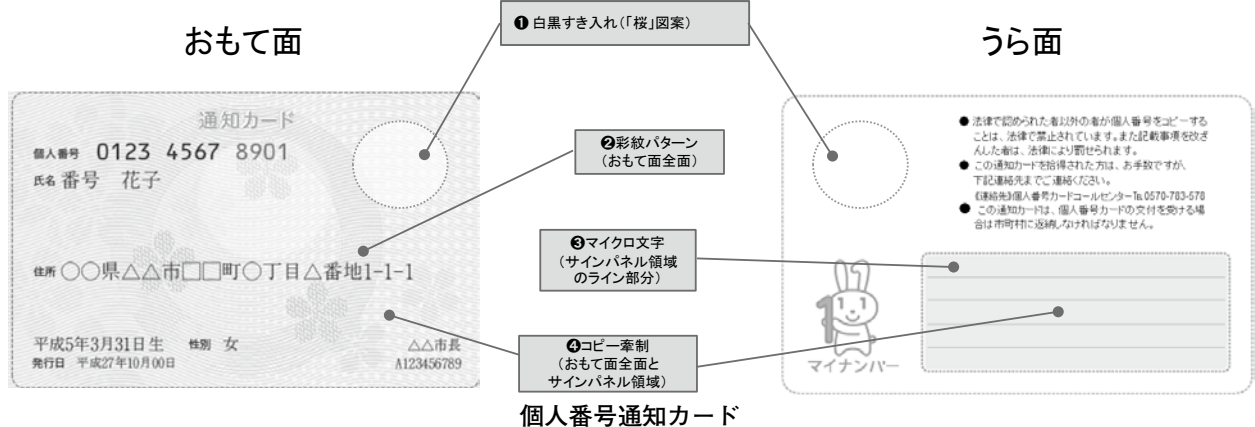 おもて面
❶白黒すき入れ(「桜」図案)
うら面
通知カード
個人番号 0123 4567 8901
氏名 番号 花子
住所 ○○県△△市□□町○丁目△番地1-1-1
平成5年3月31日生 性別 女
発行日 平成27年10月00日
△△市長
A123456789
❷彩紋パターン
(おもて面全面)
❸マイクロ文字
(サインパネル領域
のライン部分)
❹コピー牽制
(おもて面全面と
サインパネル領域)
● 法律で認められた者以外の者が個人番号をコピーする
ことは、法律で禁止されています。また記載事項を改ざ
んした者は、法律により罰せられます。
● この通知カードを拾得された方は、お手数ですが、
下記連絡先までご連絡ください。
《連絡先》個人番号カードコールセンター℡0570-783-578
● この通知カードは、個人番号カードの交付を受ける場
合は市町村に返納しなければなりません。
マイナンバー
個人番号通知カード